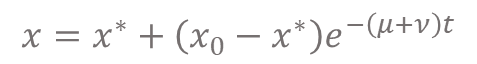 x = x* + (x₀ − x*)e^{−(μ+ν)t}